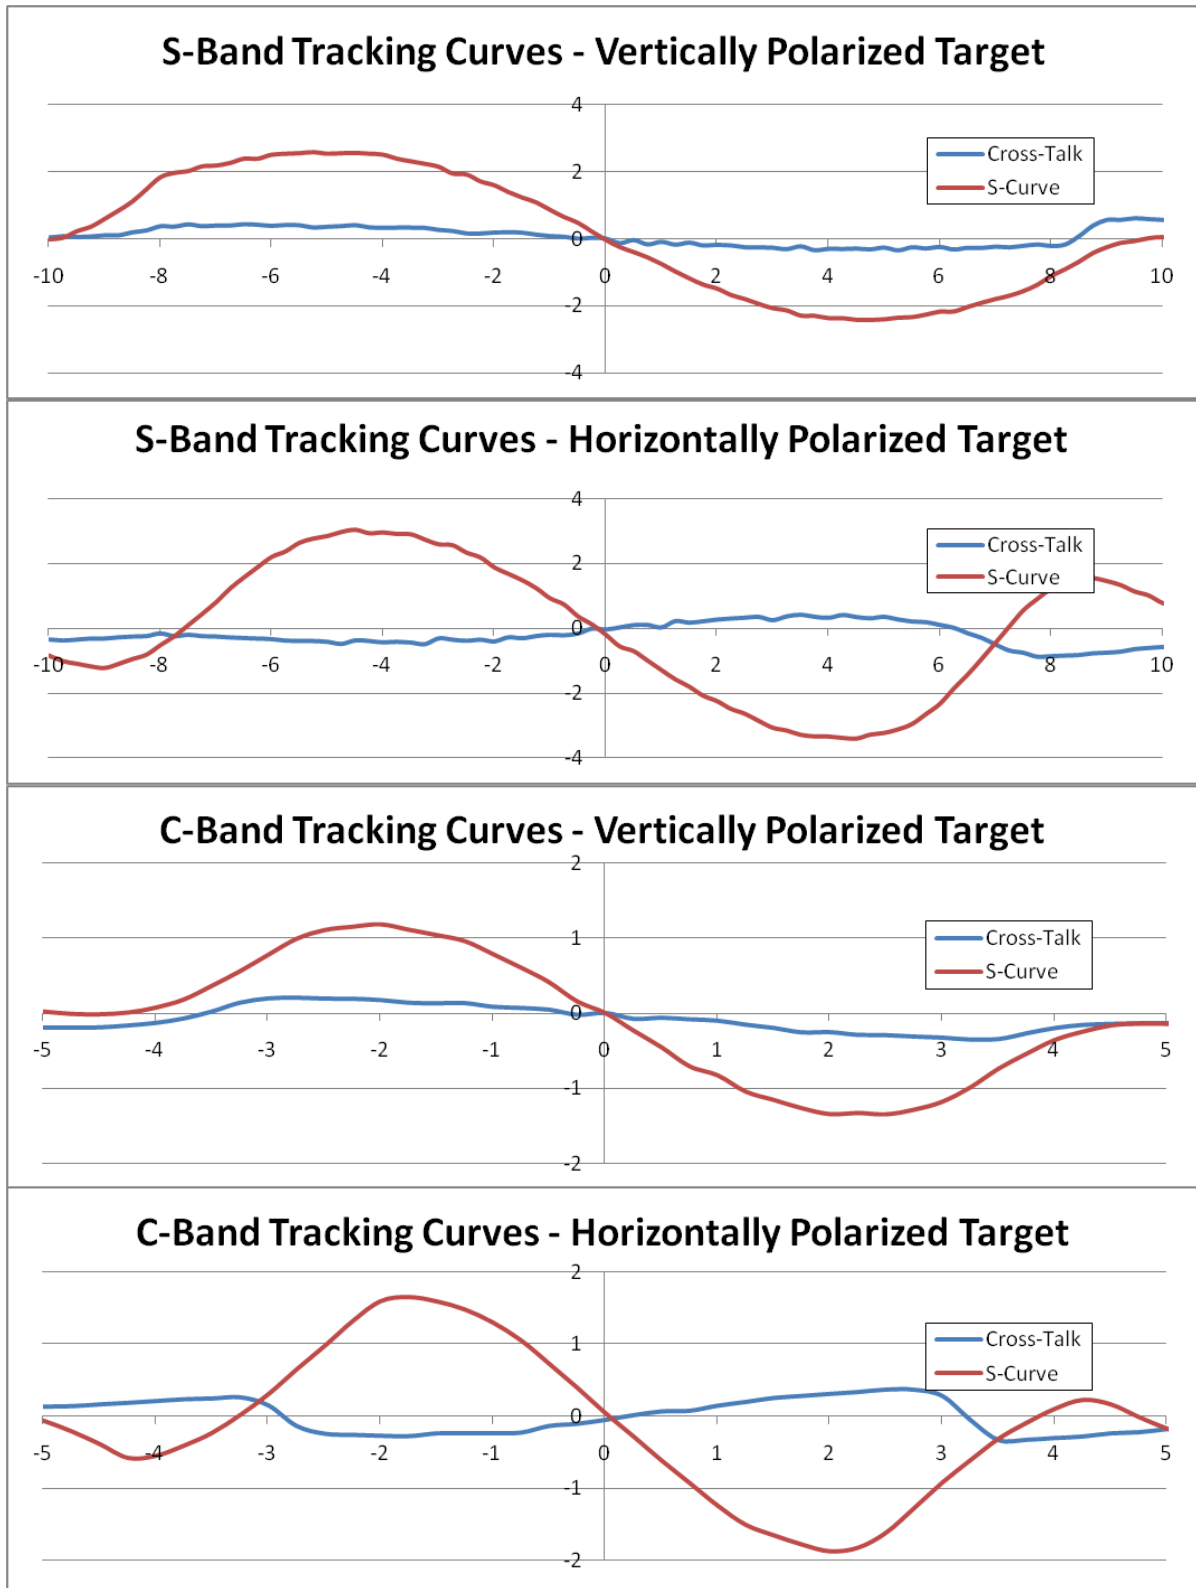 S-Band Tracking Curves - Vertically Polarized Target
4
Cross-Talk
2
S-Curve
0
-10 -8 -6 -4 -2 0 2 4 6 8 10
-2
-4
S-Band Tracking Curves - Horizontally Polarized Target
4
Cross-Talk
2
S-Curve
0
-10 -8 -6 -4 -2 0 2 4 6 8 10
-2
-4
C-Band Tracking Curves - Vertically Polarized Target
2
Cross-Talk
1
S-Curve
0
-5 -4 -3 -2 -1 0 1 2 3 4 5
-1
-2
C-Band Tracking Curves - Horizontally Polarized Target
2
Cross-Talk
1
S-Curve
0
-5 -4 -3 -2 -1 0 1 2 3 4 5
-1
-2